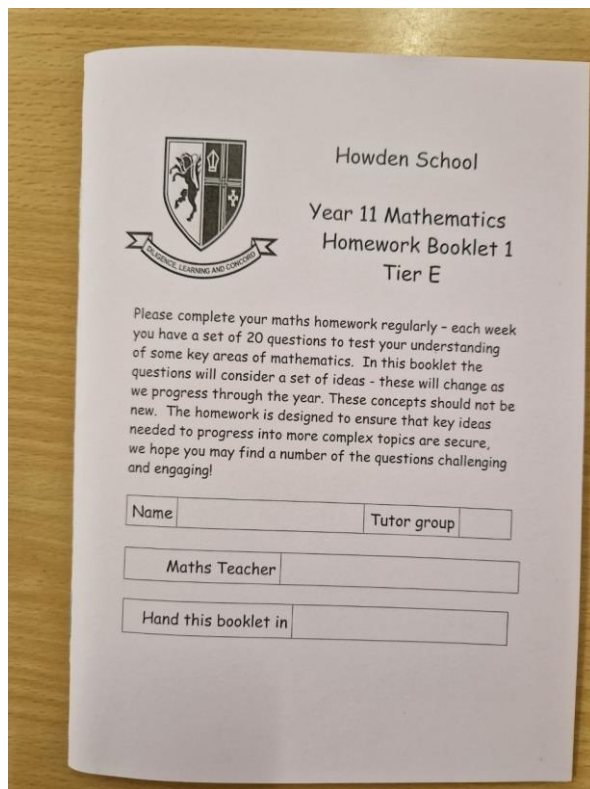 Howden School
Year 11 Mathematics
Homework Booklet 1
Tier E
DILIGENCE, LEARNING AND CONCORD
Please complete your maths homework regularly – each week
you have a set of 20 questions to test your understanding
of some key areas of mathematics. In this booklet the
questions will consider a set of ideas - these will change as
we progress through the year. These concepts should not be
new. The homework is designed to ensure that key ideas
needed to progress into more complex topics are secure,
we hope you may find a number of the questions challenging
and engaging!
Name Tutor group
Maths Teacher
Hand this booklet in